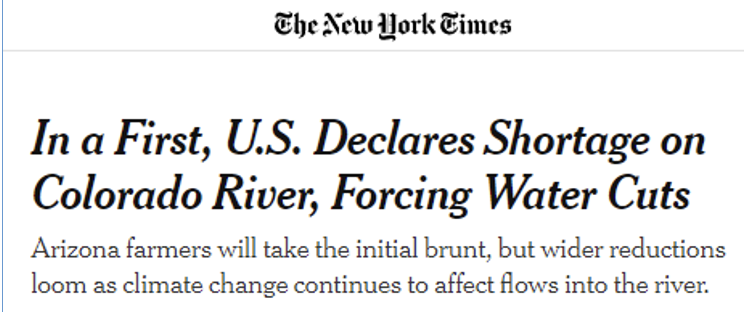 The New York Times
In a First, U.S. Declares Shortage on
Colorado River, Forcing Water Cuts
Arizona farmers will take the initial brunt, but wider reductions
loom as climate change continues to affect flows into the river.